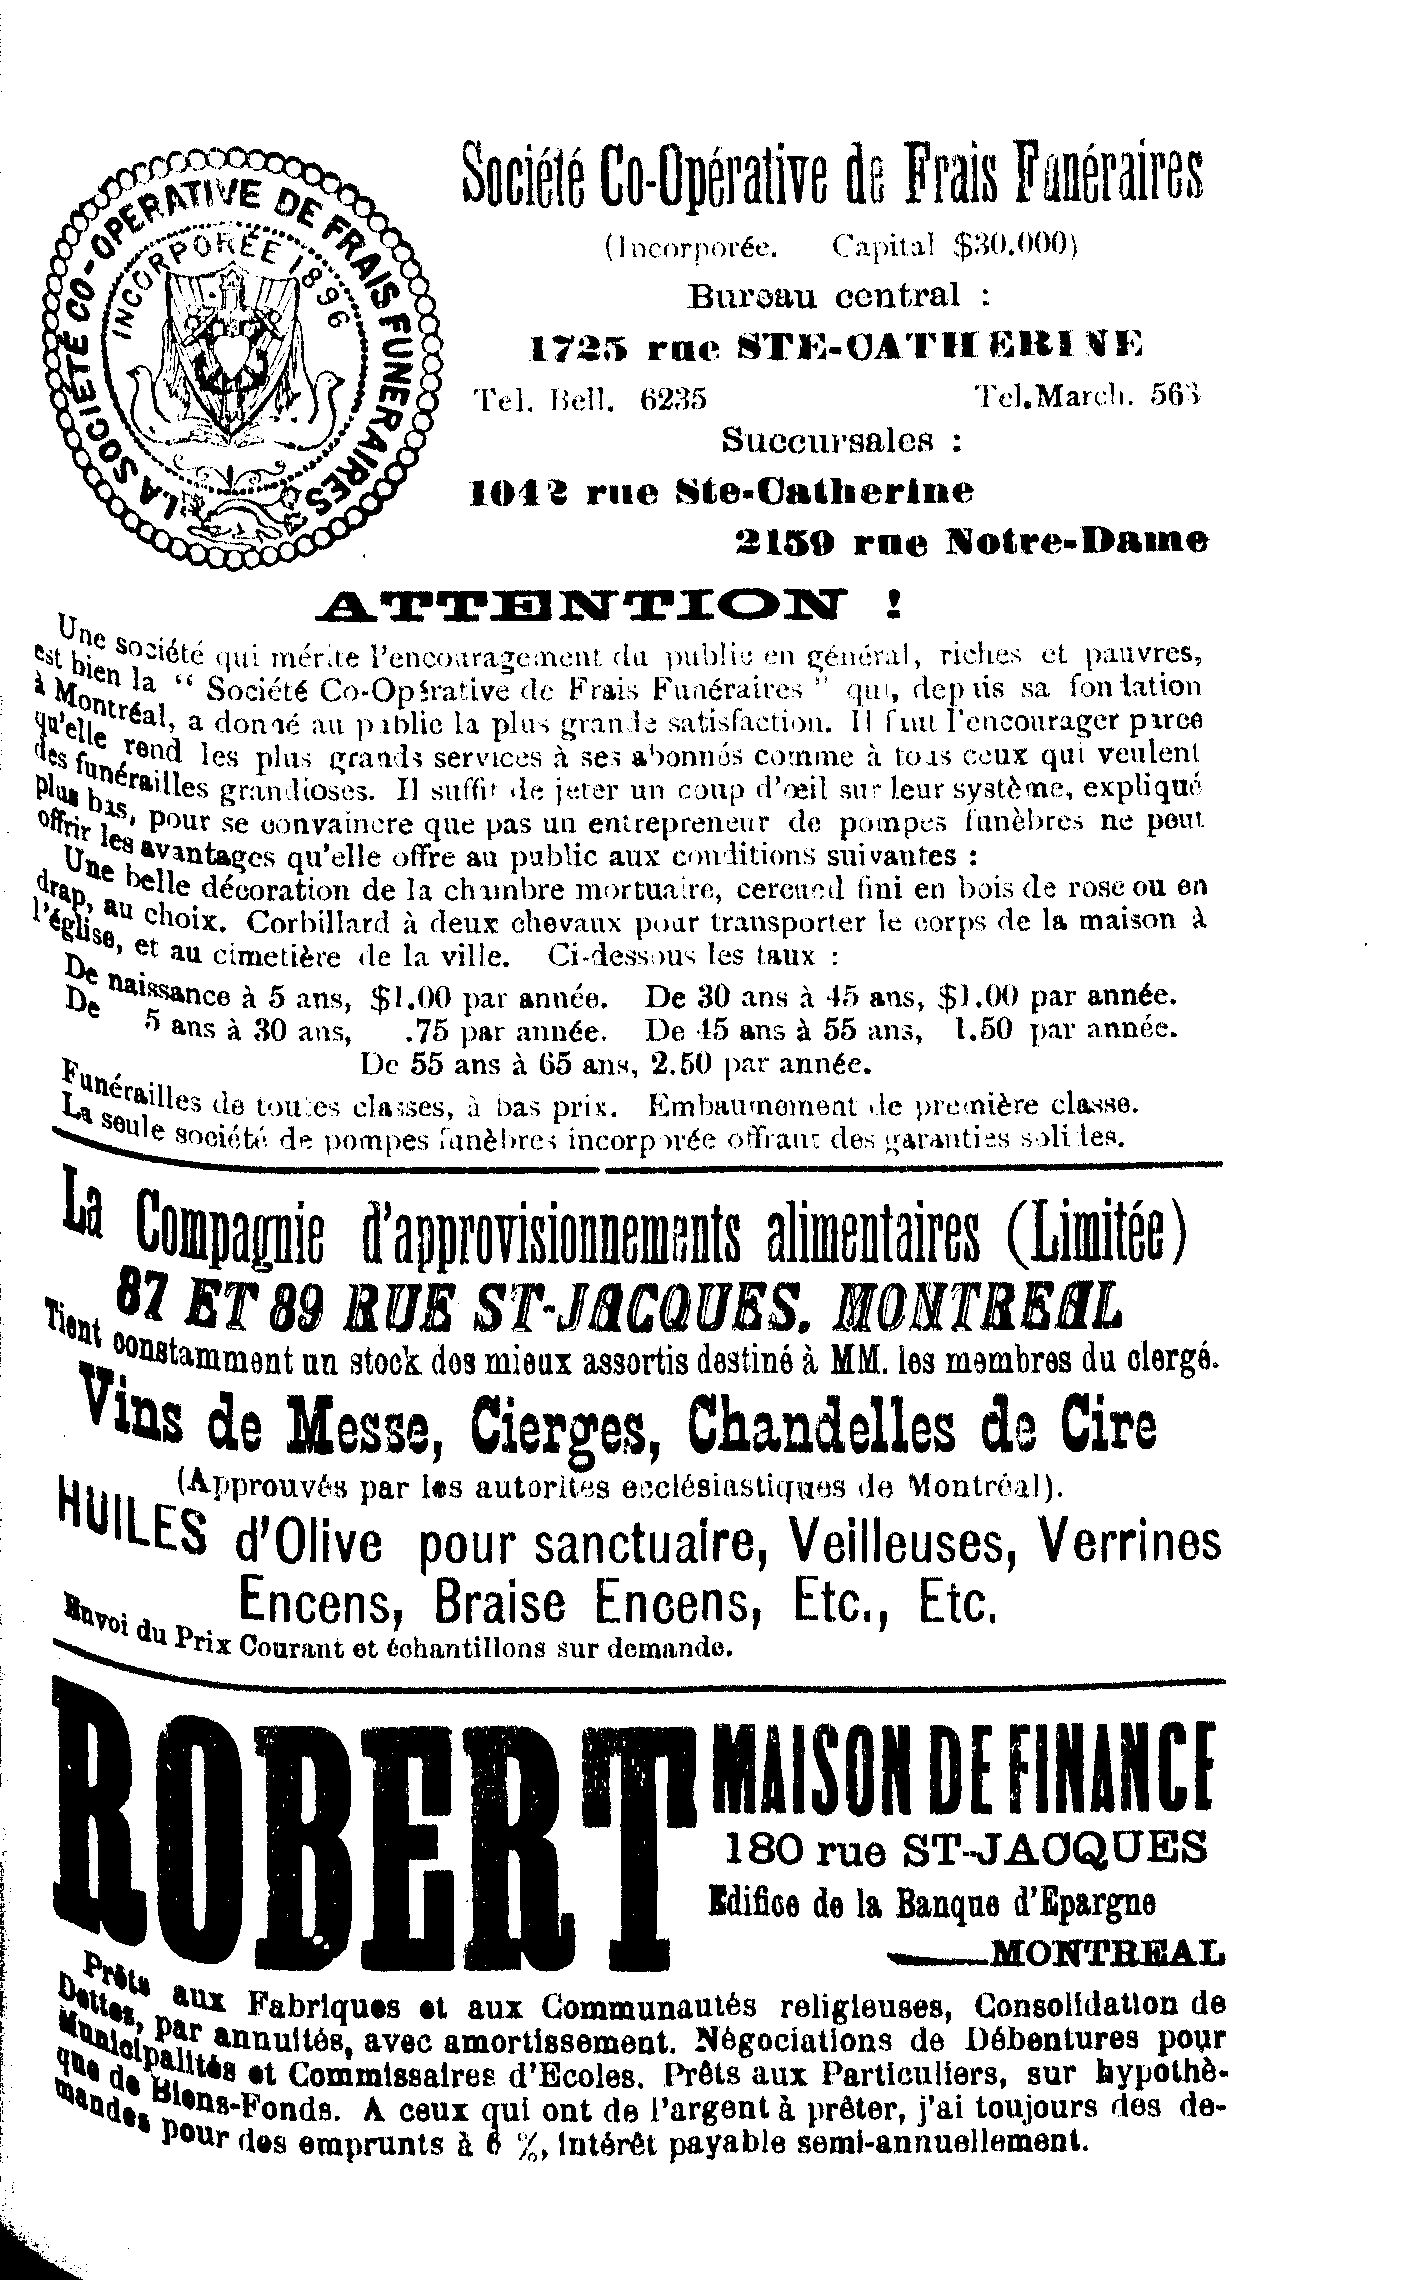 LA SOCIÉTÉ CO-OPERATIVE DE FRAIS FUNERAIRES
INCORPORÉE 1896
Société Co-Opérative de Frais Funéraires
(Incorporée. Capital $30.000)
Bureau central :
1725 rue STE-CATHERINE
Tel. Bell. 6235 Tel. March. 563
Succursales :
1042 rue Ste-Catherine
2159 rue Notre-Dame
ATTENTION !
Une société qui mérite l'encouragement du public en général, riches et pauvres,
est bien la “ Société Co-Opérative de Frais Funéraires ” qui, depuis sa fondation
à Montréal, a donné au public la plus grande satisfaction. Il faut l'encourager parce
qu'elle rend les plus grands services à ses abonnés comme à tous ceux qui veulent
des funérailles grandioses. Il suffit de jeter un coup d'œil sur leur système, expliqué
plus bas, pour se convaincre que pas un entrepreneur de pompes funèbres ne peut
offrir les avantages qu'elle offre au public aux conditions suivantes :
Une belle décoration de la chambre mortuaire, cercueil fini en bois de rose ou en
drap, au choix. Corbillard à deux chevaux pour transporter le corps de la maison à
l'église, et au cimetière de la ville. Ci-dessous les taux :
De naissance à 5 ans, $1.00 par année. De 30 ans à 45 ans, $1.00 par année.
De 5 ans à 30 ans, .75 par année. De 45 ans à 55 ans, 1.50 par année.
De 55 ans à 65 ans, 2.50 par année.
Funérailles de toutes classes, à bas prix. Embaumement de première classe.
La seule société de pompes funèbres incorporée offrant des garanties solides.
La Compagnie d'approvisionnements alimentaires (Limitée)
87 ET 89 RUE ST-JACQUES. MONTREAL
Tient constamment un stock des mieux assortis destiné à MM. les membres du clergé.
Vins de Messe, Cierges, Chandelles de Cire
(Approuvés par les autorités ecclésiastiques de Montréal).
HUILES d'Olive pour sanctuaire, Veilleuses, Verrines
Encens, Braise Encens, Etc., Etc.
Envoi du Prix Courant et échantillons sur demande.
ROBERT MAISON DE FINANCE
180 rue ST-JACQUES
Edifice de la Banque d'Epargne
MONTREAL
Prêts aux Fabriques et aux Communautés religieuses, Consolidation de
Dettes, par annuités, avec amortissement. Négociations de Débentures pour
Municipalités et Commissaires d'Ecoles. Prêts aux Particuliers, sur hypothè-
que de Biens-Fonds. A ceux qui ont de l'argent à prêter, j'ai toujours des de-
mandes pour des emprunts à 6 %, intérêt payable semi-annuellement.